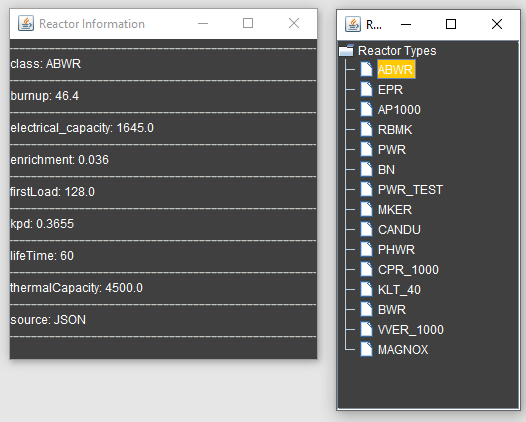 Reactor Information
class: ABWR
burnup: 46.4
electrical_capacity: 1645.0
enrichment: 0.036
firstLoad: 128.0
kpd: 0.3655
lifeTime: 60
thermalCapacity: 4500.0
source: JSON
R...
Reactor Types
ABWR
EPR
AP1000
RBMK
PWR
BN
PWR_TEST
MKER
CANDU
PHWR
CPR_1000
KLT_40
BWR
VVER_1000
MAGNOX